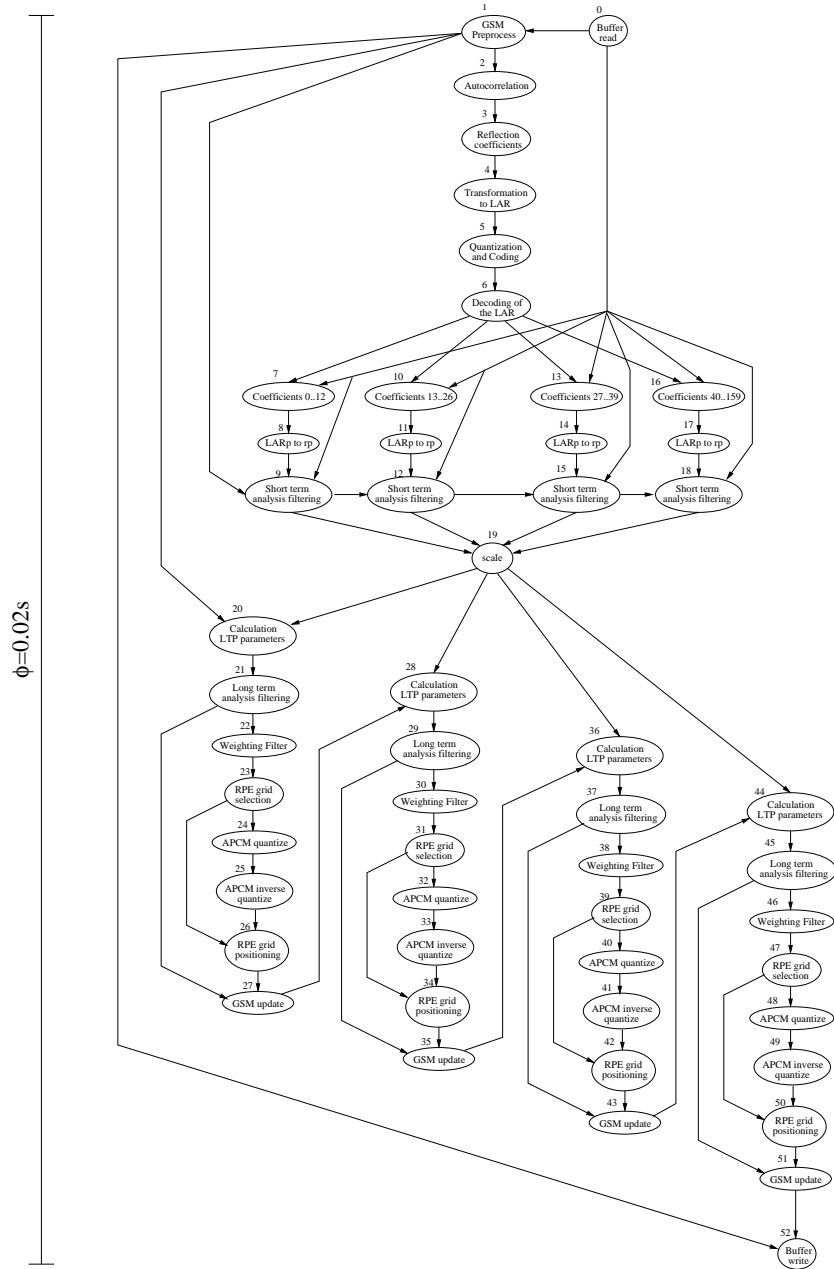 1
GSM
Preprocess
0
Buffer
read
2
Autocorrelation
3
Reflection
coefficients
4
Transformation
to LAR
5
Quantization
and Coding
6
Decoding of
the LAR
7
Coefficients 0..12
10
Coefficients 13..26
13
Coefficients 27..39
16
Coefficients 40..159
8
LARp to rp
11
LARp to rp
14
LARp to rp
17
LARp to rp
9
Short term
analysis filtering
12
Short term
analysis filtering
15
Short term
analysis filtering
18
Short term
analysis filtering
19
scale
ϕ=0.02s
20
Calculation
LTP parameters
21
Long term
analysis filtering
22
Weighting Filter
23
RPE grid
selection
24
APCM quantize
25
APCM inverse
quantize
26
RPE grid
positioning
27
GSM update
28
Calculation
LTP parameters
29
Long term
analysis filtering
30
Weighting Filter
31
RPE grid
selection
32
APCM quantize
33
APCM inverse
quantize
34
RPE grid
positioning
35
GSM update
36
Calculation
LTP parameters
37
Long term
analysis filtering
38
Weighting Filter
39
RPE grid
selection
40
APCM quantize
41
APCM inverse
quantize
42
RPE grid
positioning
43
GSM update
44
Calculation
LTP parameters
45
Long term
analysis filtering
46
Weighting Filter
47
RPE grid
selection
48
APCM quantize
49
APCM inverse
quantize
50
RPE grid
positioning
51
GSM update
52
Buffer
write